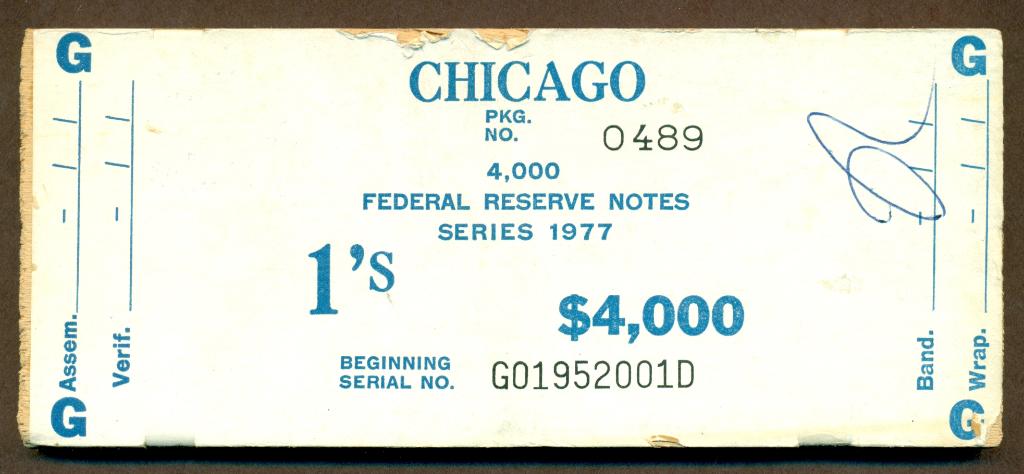 G
G
CHICAGO
PKG.
NO.
0489
4,000
FEDERAL RESERVE NOTES
SERIES 1977
1's
$4,000
BEGINNING
SERIAL NO.
G01952001D
Assem.
Verif.
Band.
Wrap.
G
G